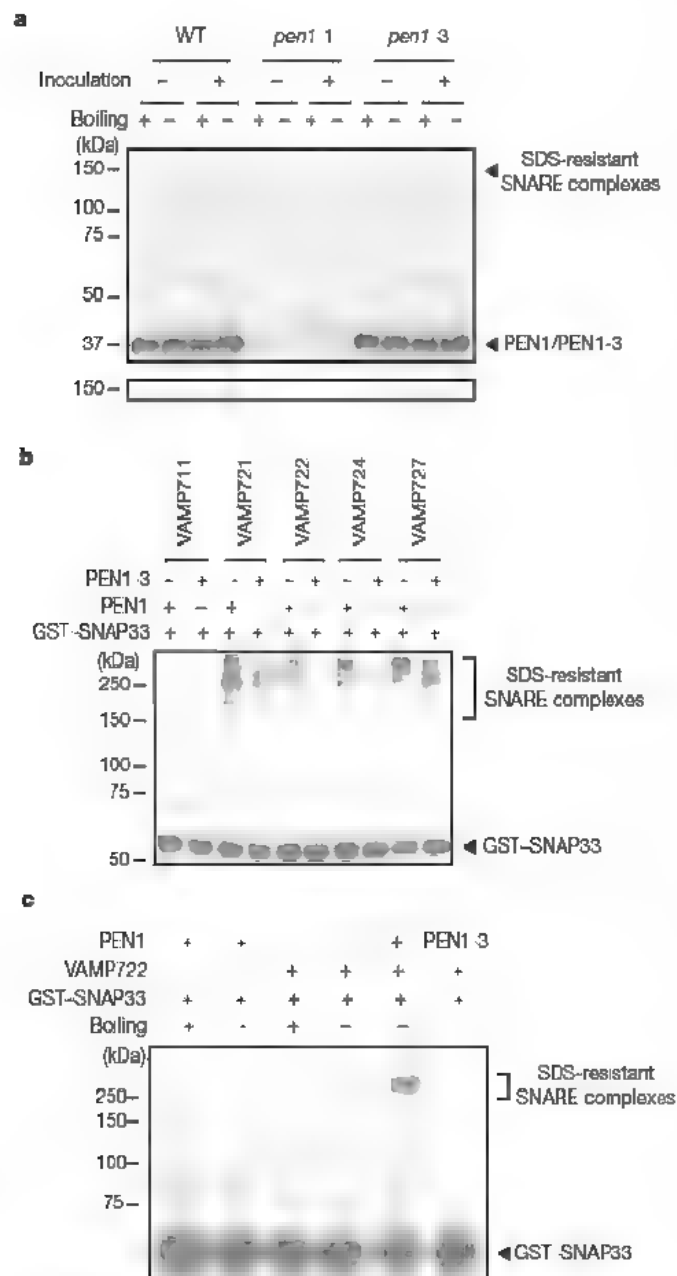 a
WT pen1 1 pen1 3
Inoculation - + - + - +
Boiling + - + - + - + - + - + -
(kDa)
150
SDS-resistant
SNARE complexes
100
75
50
37
PEN1/PEN1-3
150
b
VAMP711 VAMP721 VAMP722 VAMP724 VAMP727
PEN1 3 - + - + - + - + - +
PEN1 + - + + + +
GST-SNAP33 + + + + + + + + + +
(kDa)
250
SDS-resistant
SNARE complexes
150
100
75
50
GST-SNAP33
c
PEN1 + + + PEN1 3
VAMP722 + + + +
GST-SNAP33 + + + + + +
Boiling + - + - -
(kDa)
250
SDS-resistant
SNARE complexes
150
100
75
GST SNAP33